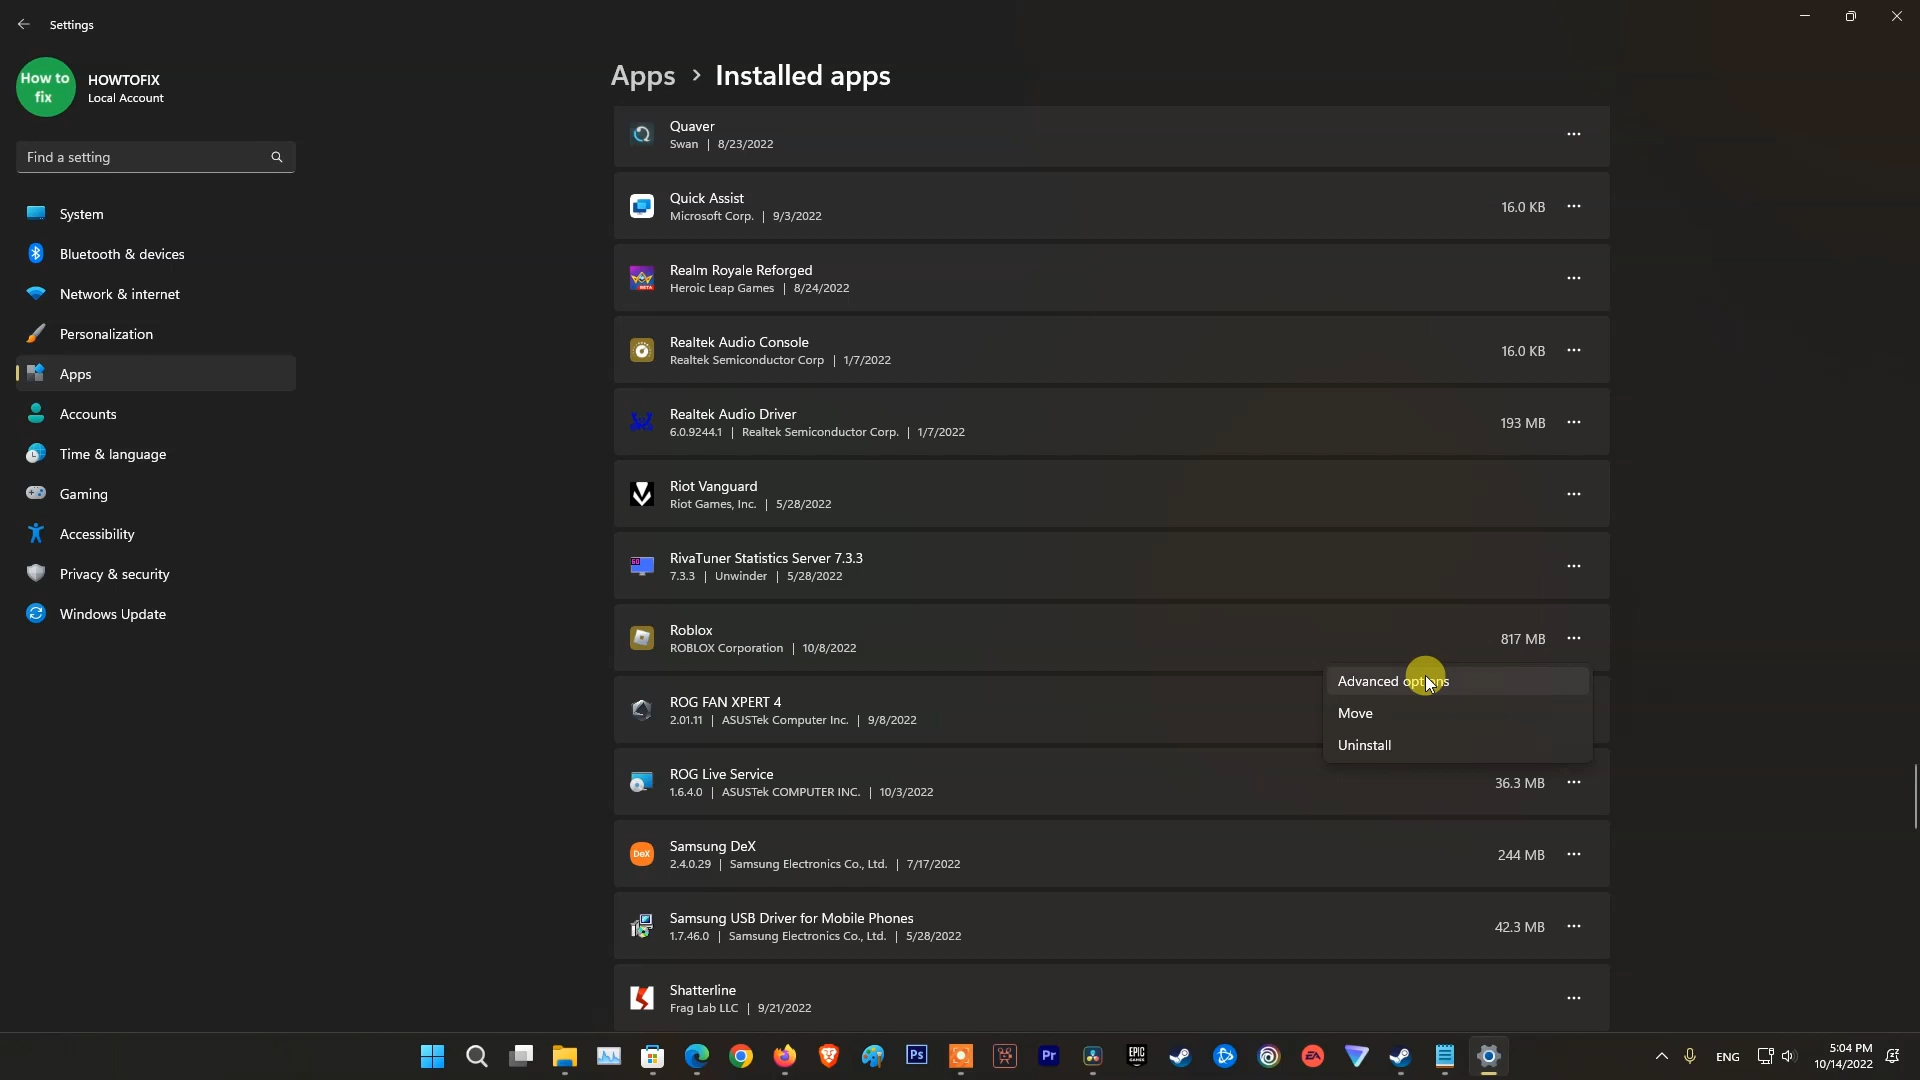 Settings
How to
fix
HOWTOFIX
Local Account
Find a setting
System
Bluetooth & devices
Network & internet
Personalization
Apps
Accounts
Time & language
Gaming
Accessibility
Privacy & security
Windows Update
Apps > Installed apps
Quaver
Swan | 8/23/2022
Quick Assist
Microsoft Corp. | 9/3/2022
16.0 KB
Realm Royale Reforged
Heroic Leap Games | 8/24/2022
Realtek Audio Console
Realtek Semiconductor Corp | 1/7/2022
16.0 KB
Realtek Audio Driver
6.0.9244.1 | Realtek Semiconductor Corp. | 1/7/2022
193 MB
Riot Vanguard
Riot Games, Inc. | 5/28/2022
RivaTuner Statistics Server 7.3.3
7.3.3 | Unwinder | 5/28/2022
Roblox
ROBLOX Corporation | 10/8/2022
817 MB
Advanced options
Move
Uninstall
ROG FAN XPERT 4
2.01.11 | ASUSTek Computer Inc. | 9/8/2022
ROG Live Service
1.6.4.0 | ASUSTek COMPUTER INC. | 10/3/2022
36.3 MB
DeX
Samsung DeX
2.4.0.29 | Samsung Electronics Co., Ltd. | 7/17/2022
244 MB
Samsung USB Driver for Mobile Phones
1.7.46.0 | Samsung Electronics Co., Ltd. | 5/28/2022
42.3 MB
Shatterline
Frag Lab LLC | 9/21/2022
Ps
Pr
EPIC
GAMES
EA
ENG
5:04 PM
10/14/2022